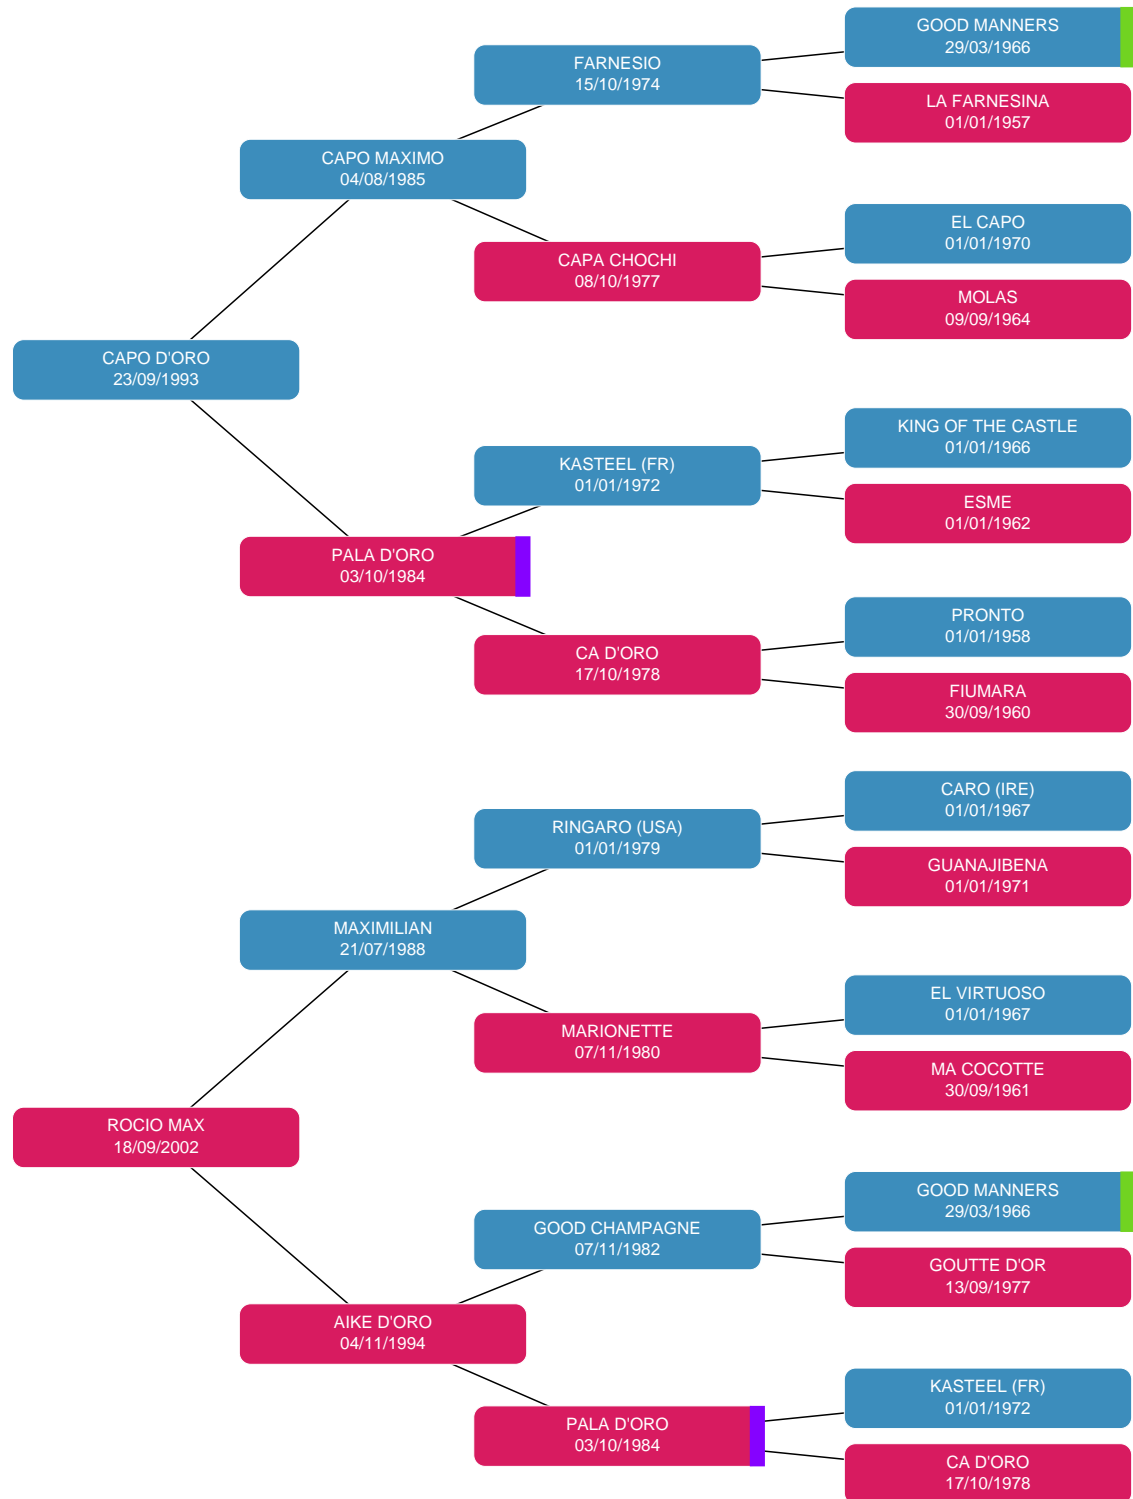 GOOD MANNERS
29/03/1966
FARNESIO
15/10/1974
LA FARNESINA
01/01/1957
CAPO MAXIMO
04/08/1985
EL CAPO
01/01/1970
CAPA CHOCHI
08/10/1977
MOLAS
09/09/1964
CAPO D'ORO
23/09/1993
KING OF THE CASTLE
01/01/1966
KASTEEL (FR)
01/01/1972
ESME
01/01/1962
PALA D'ORO
03/10/1984
PRONTO
01/01/1958
CA D'ORO
17/10/1978
FIUMARA
30/09/1960
CARO (IRE)
01/01/1967
RINGARO (USA)
01/01/1979
GUANAJIBENA
01/01/1971
MAXIMILIAN
21/07/1988
EL VIRTUOSO
01/01/1967
MARIONETTE
07/11/1980
MA COCOTTE
30/09/1961
ROCIO MAX
18/09/2002
GOOD MANNERS
29/03/1966
GOOD CHAMPAGNE
07/11/1982
GOUTTE D'OR
13/09/1977
AIKE D'ORO
04/11/1994
KASTEEL (FR)
01/01/1972
PALA D'ORO
03/10/1984
CA D'ORO
17/10/1978